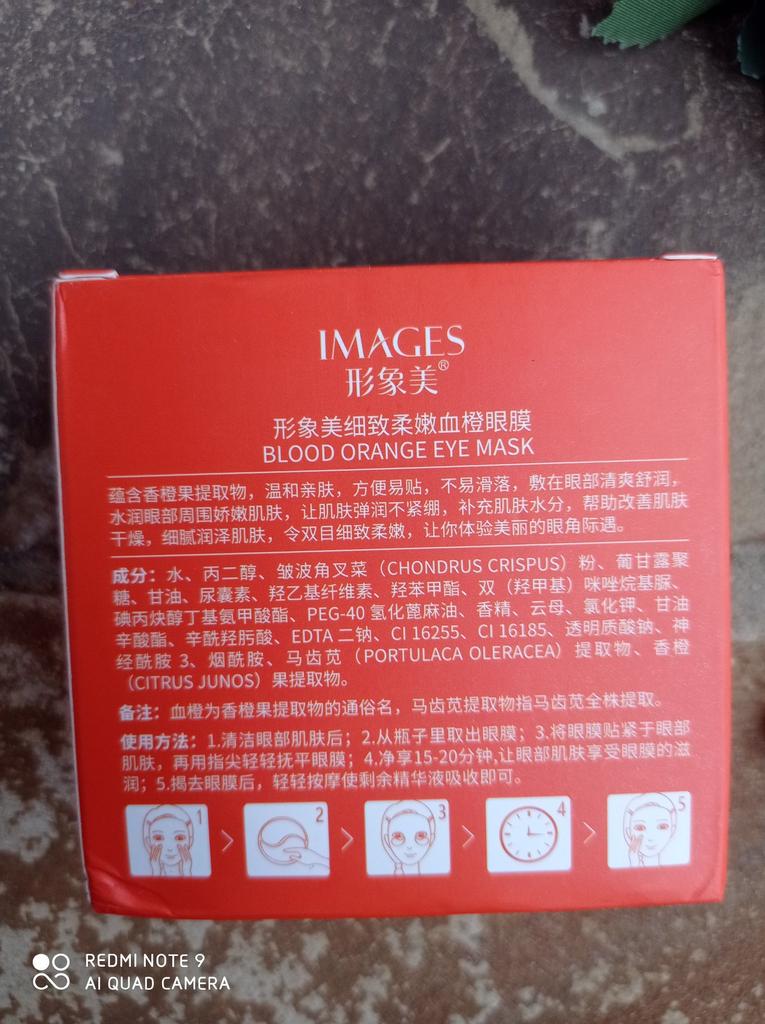 IMAGES
形象美®
形象美细致柔嫩血橙眼膜
BLOOD ORANGE EYE MASK
蕴含香橙果提取物，温和亲肤，方便易贴，不易滑落，敷在眼部清爽舒润，
水润眼部周围娇嫩肌肤，让肌肤弹润不紧绷，补充肌肤水分，帮助改善肌肤
干燥，细腻润泽肌肤，令双目细致柔嫩，让你体验美丽的眼角际遇。
成分：水、丙二醇、皱波角叉菜（CHONDRUS CRISPUS）粉、葡甘露聚
糖、甘油、尿囊素、羟乙基纤维素、羟苯甲酯、双（羟甲基）咪唑烷基脲、
碘丙炔醇丁基氨甲酸酯、PEG-40 氢化蓖麻油、香精、云母、氯化钾、甘油
辛酸酯、辛酰羟肟酸、EDTA 二钠、CI 16255、CI 16185、透明质酸钠、神
经酰胺 3、烟酰胺、马齿苋（PORTULACA OLERACEA）提取物、香橙
（CITRUS JUNOS）果提取物。
备注：血橙为香橙果提取物的通俗名，马齿苋提取物指马齿苋全株提取。
使用方法：1.清洁眼部肌肤后；2.从瓶子里取出眼膜；3.将眼膜贴紧于眼部
肌肤，再用指尖轻轻抚平眼膜；4.净享15-20分钟,让眼部肌肤享受眼膜的滋
润；5.揭去眼膜后，轻轻按摩使剩余精华液吸收即可。
1 > 2 > 3 > 4 > 5
REDMI NOTE 9
AI QUAD CAMERA